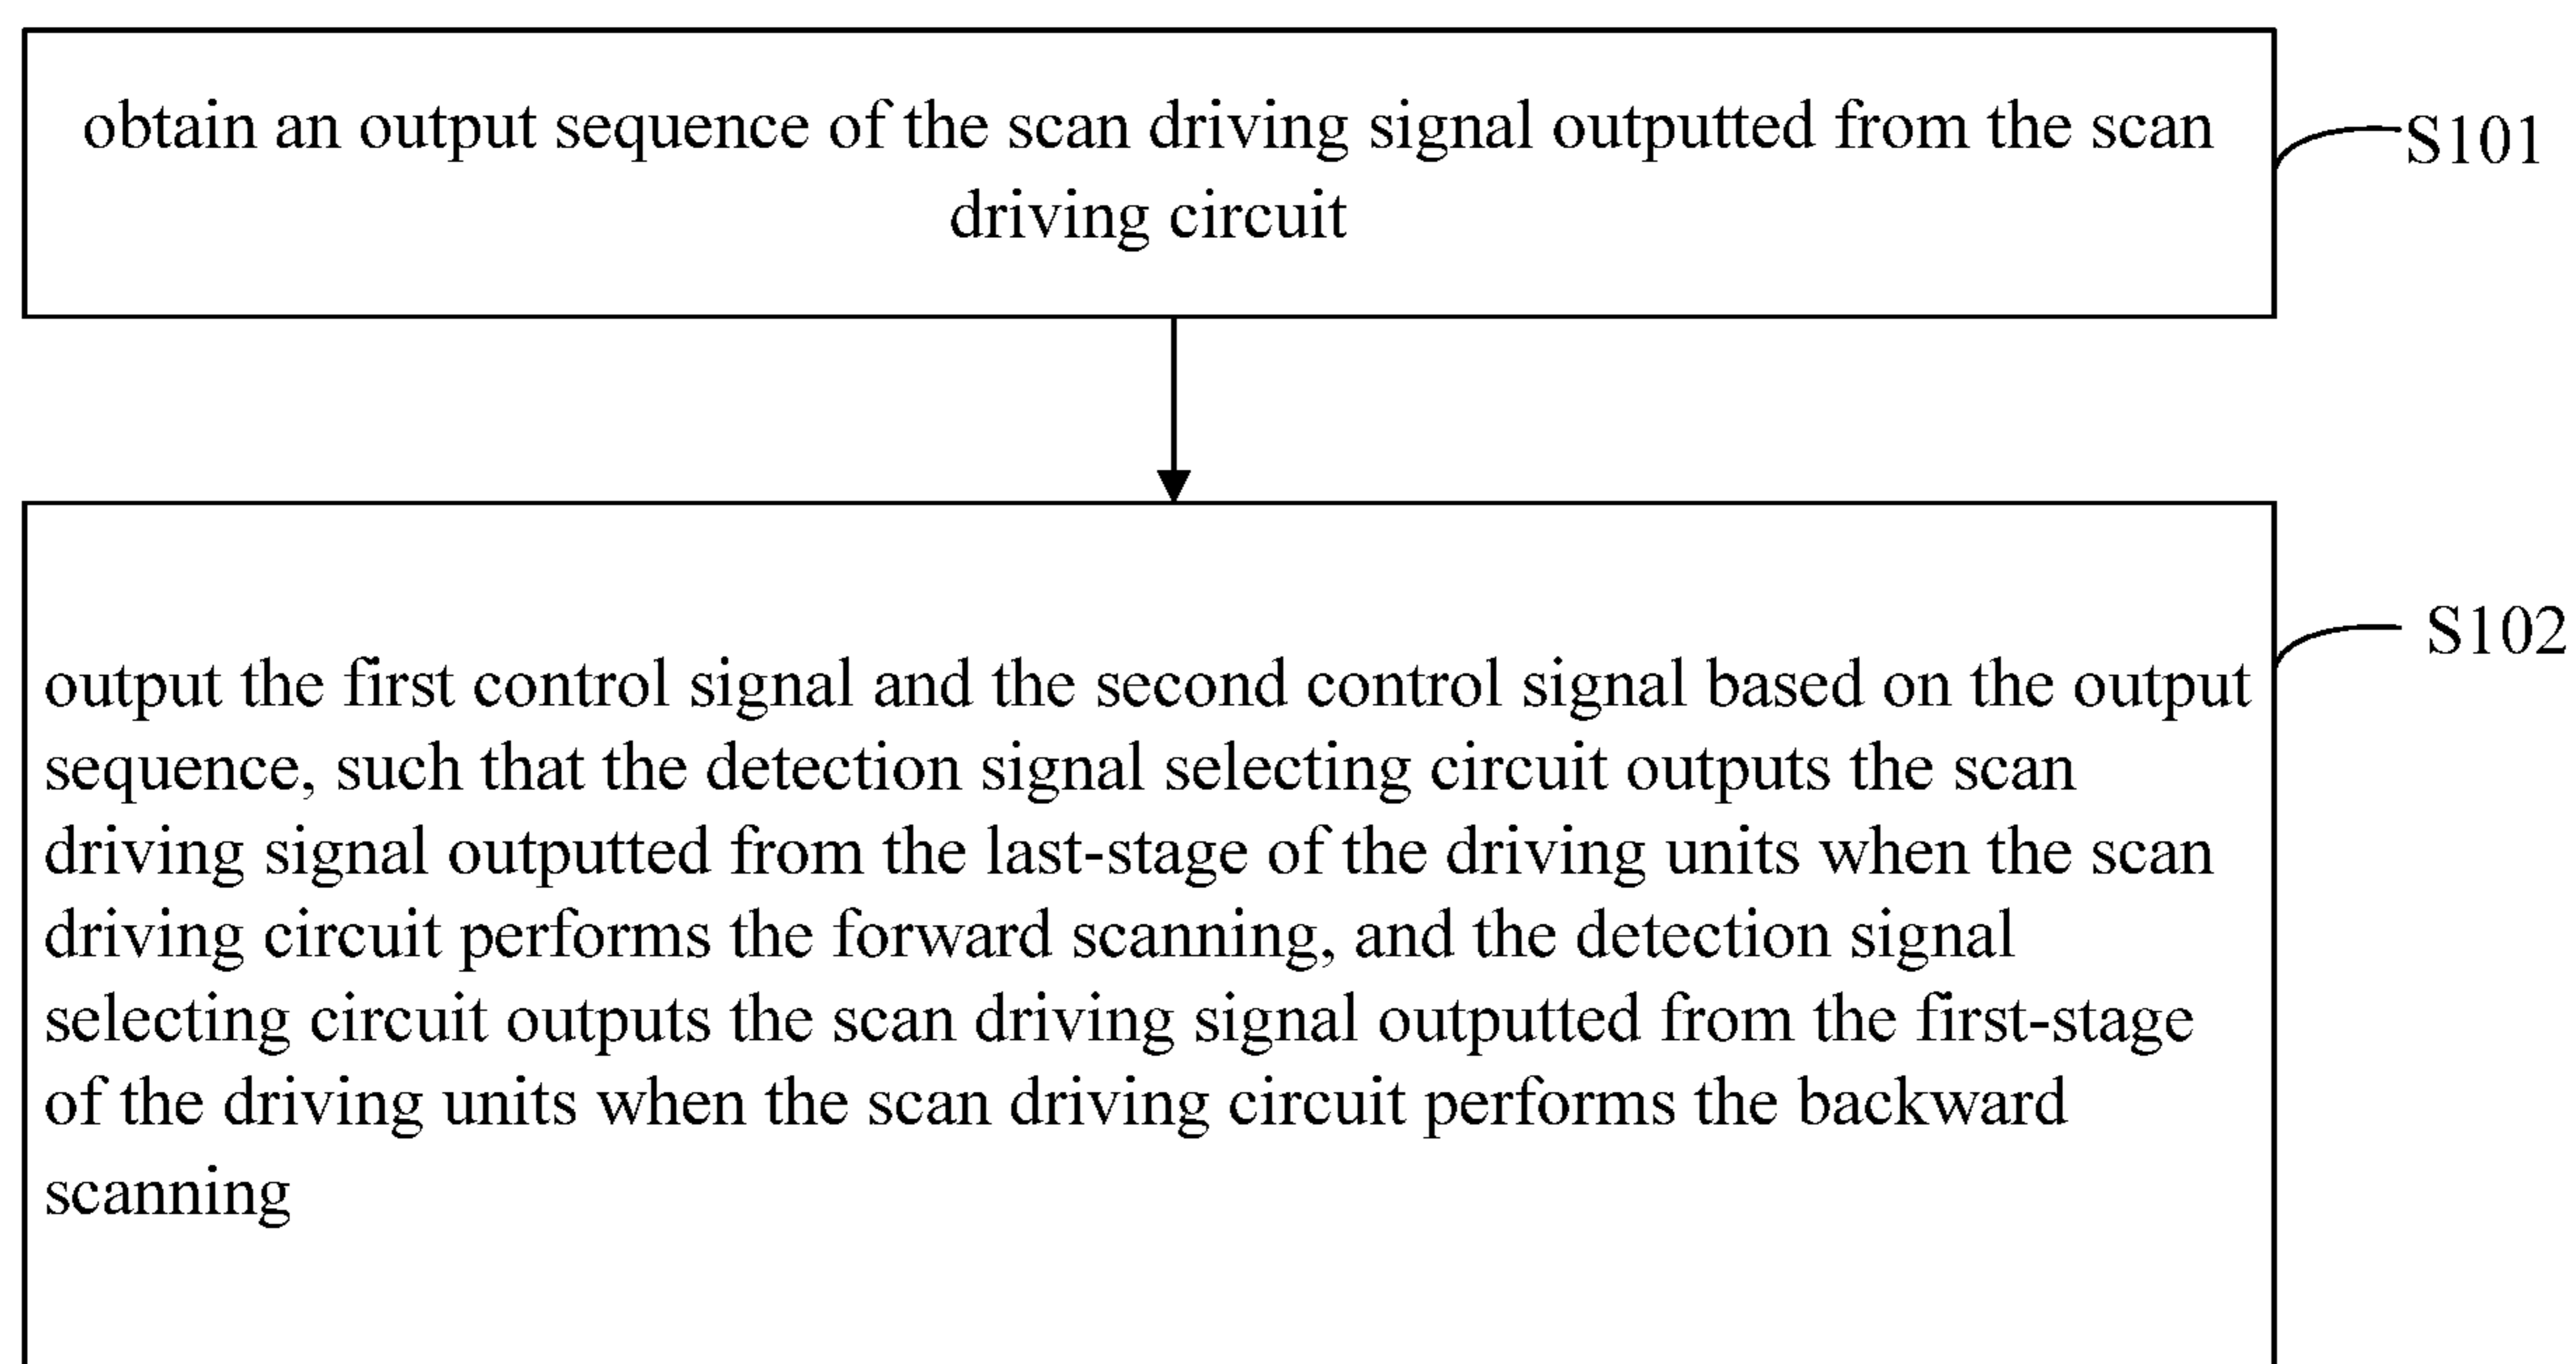 obtain an output sequence of the scan driving signal outputted from the scan
driving circuit
S101
output the first control signal and the second control signal based on the output
sequence, such that the detection signal selecting circuit outputs the scan
driving signal outputted from the last-stage of the driving units when the scan
driving circuit performs the forward scanning, and the detection signal
selecting circuit outputs the scan driving signal outputted from the first-stage
of the driving units when the scan driving circuit performs the backward
scanning
S102